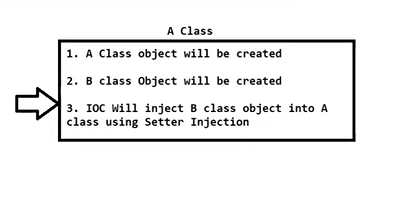 A Class
1. A Class object will be created
2. B class Object will be created
3. IOC Will inject B class object into A
class using Setter Injection